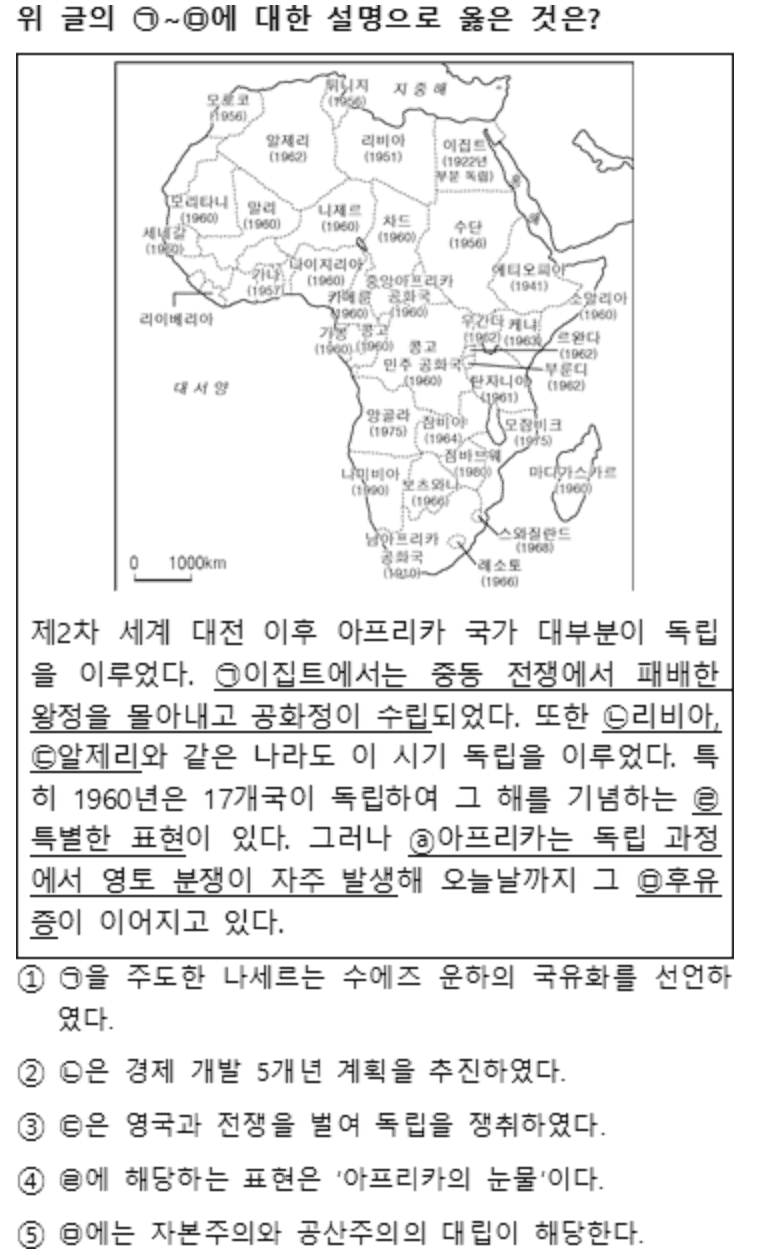 위 글의 ㉠~㉤에 대한 설명으로 옳은 것은?
튀니지
(1956)
지 중 해
모로코
(1956)
알제리
(1962)
리비아
(1951)
이집트
(1922년
부분 독립)
홍
해
모리타니
(1960)
말리
(1960)
니제르
(1960)
차드
(1960)
수단
(1956)
세네갈
(1960)
가나
(1957)
나이지리아
(1960)
중앙아프리카
공화국
(1960)
에티오피아
(1941)
소말리아
(1960)
카메룬
(1960)
리이베리아
우간다
(1962)
케냐
(1963)
르완다
(1962)
가봉
(1960)
콩고
(1960)
콩고
민주 공화국
(1960)
부룬디
(1962)
탄자니아
(1961)
대 서 양
앙골라
(1975)
잠비아
(1964)
모잠비크
(1975)
짐바브웨
(1980)
마다가스카르
(1960)
나미비아
(1990)
보츠와나
(1966)
남아프리카
공화국
(1910)
스와질란드
(1968)
레소토
(1966)
0 1000km
제2차 세계 대전 이후 아프리카 국가 대부분이 독립
을 이루었다. ㉠이집트에서는 중동 전쟁에서 패배한
왕정을 몰아내고 공화정이 수립되었다. 또한 ㉡리비아,
㉢알제리와 같은 나라도 이 시기 독립을 이루었다. 특
히 1960년은 17개국이 독립하여 그 해를 기념하는 ㉣
특별한 표현이 있다. 그러나 ⓐ아프리카는 독립 과정
에서 영토 분쟁이 자주 발생해 오늘날까지 그 ㉤후유
증이 이어지고 있다.
① ㉠을 주도한 나세르는 수에즈 운하의 국유화를 선언하
였다.
② ㉡은 경제 개발 5개년 계획을 추진하였다.
③ ㉢은 영국과 전쟁을 벌여 독립을 쟁취하였다.
④ ㉣에 해당하는 표현은 '아프리카의 눈물'이다.
⑤ ㉤에는 자본주의와 공산주의의 대립이 해당한다.